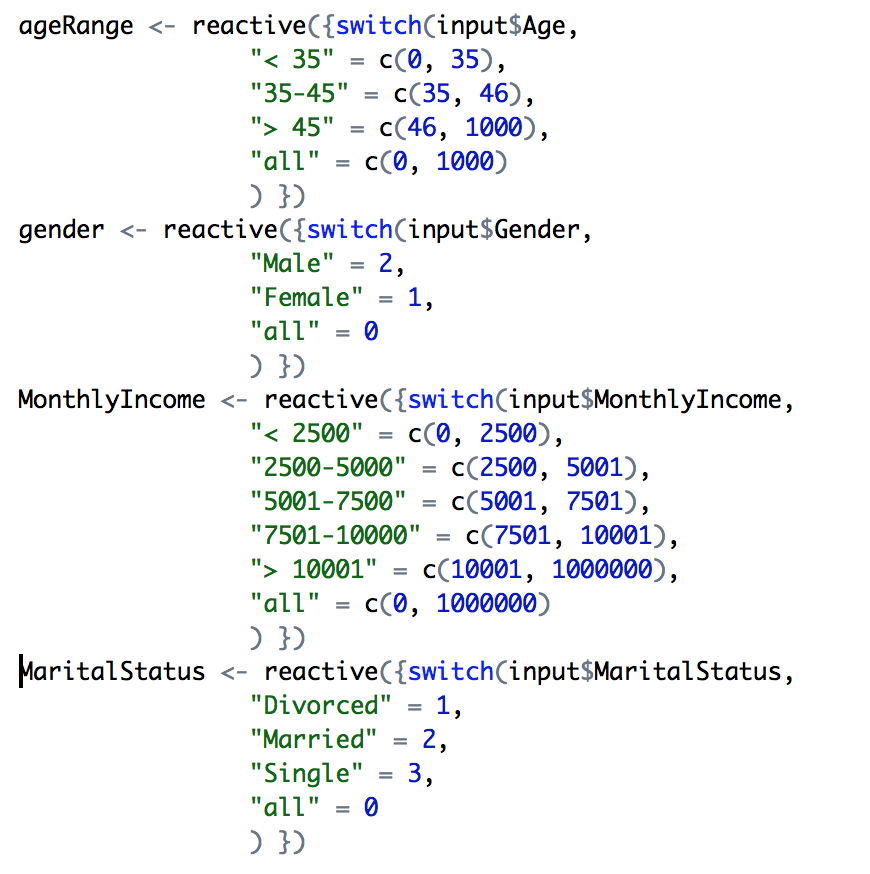 ageRange <- reactive({switch(input$Age,
"< 35" = c(0, 35),
"35-45" = c(35, 46),
"> 45" = c(46, 1000),
"all" = c(0, 1000)
) })
gender <- reactive({switch(input$Gender,
"Male" = 2,
"Female" = 1,
"all" = 0
) })
MonthlyIncome <- reactive({switch(input$MonthlyIncome,
"< 2500" = c(0, 2500),
"2500-5000" = c(2500, 5001),
"5001-7500" = c(5001, 7501),
"7501-10000" = c(7501, 10001),
"> 10001" = c(10001, 1000000),
"all" = c(0, 1000000)
) })
MaritalStatus <- reactive({switch(input$MaritalStatus,
"Divorced" = 1,
"Married" = 2,
"Single" = 3,
"all" = 0
) })